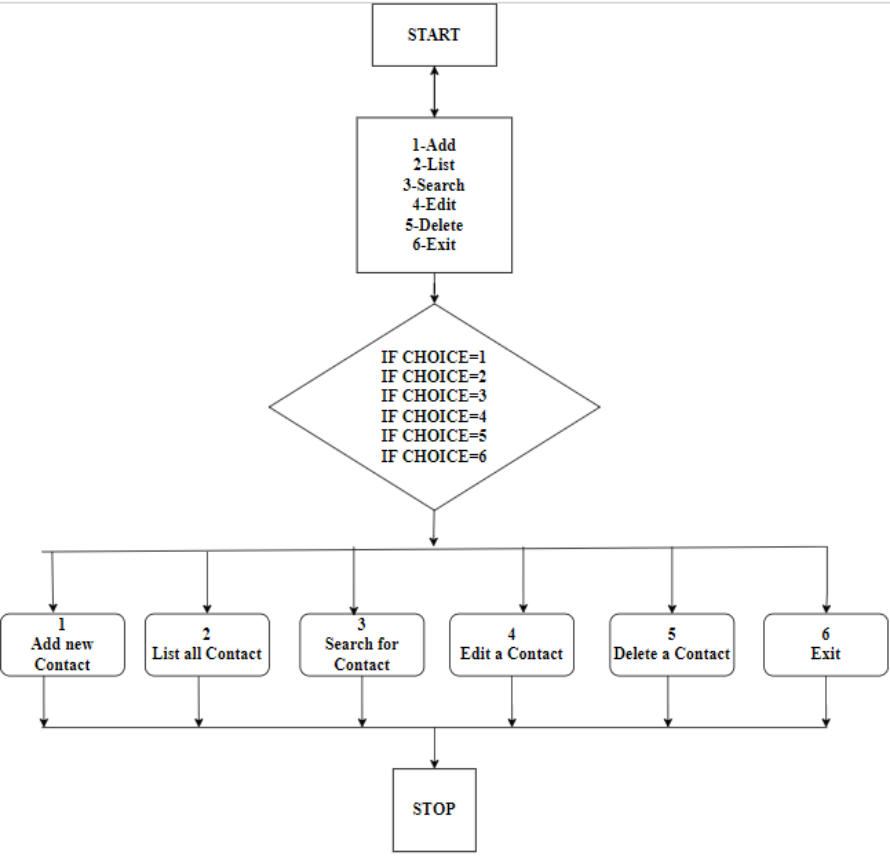 START
1-Add
2-List
3-Search
4-Edit
5-Delete
6-Exit
IF CHOICE=1
IF CHOICE=2
IF CHOICE=3
IF CHOICE=4
IF CHOICE=5
IF CHOICE=6
1
Add new
Contact
2
List all Contact
3
Search for
Contact
4
Edit a Contact
5
Delete a Contact
6
Exit
STOP